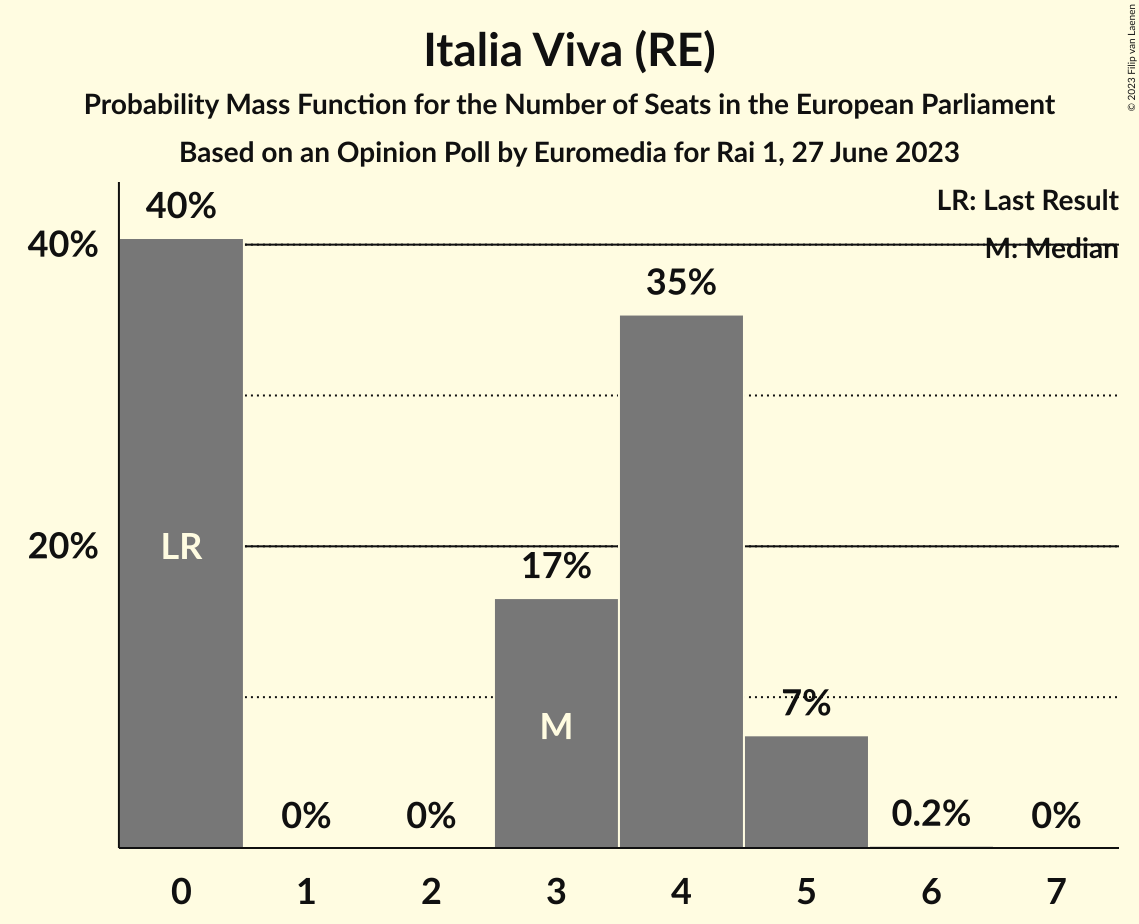 Italia Viva (RE)
Probability Mass Function for the Number of Seats in the European Parliament
Based on an Opinion Poll by Euromedia for Rai 1, 27 June 2023
© 2023 Filip van Laenen
LR: Last Result
M: Median
40%
20%
40%
LR
0%
0%
17%
M
35%
7%
0.2%
0%
0 1 2 3 4 5 6 7